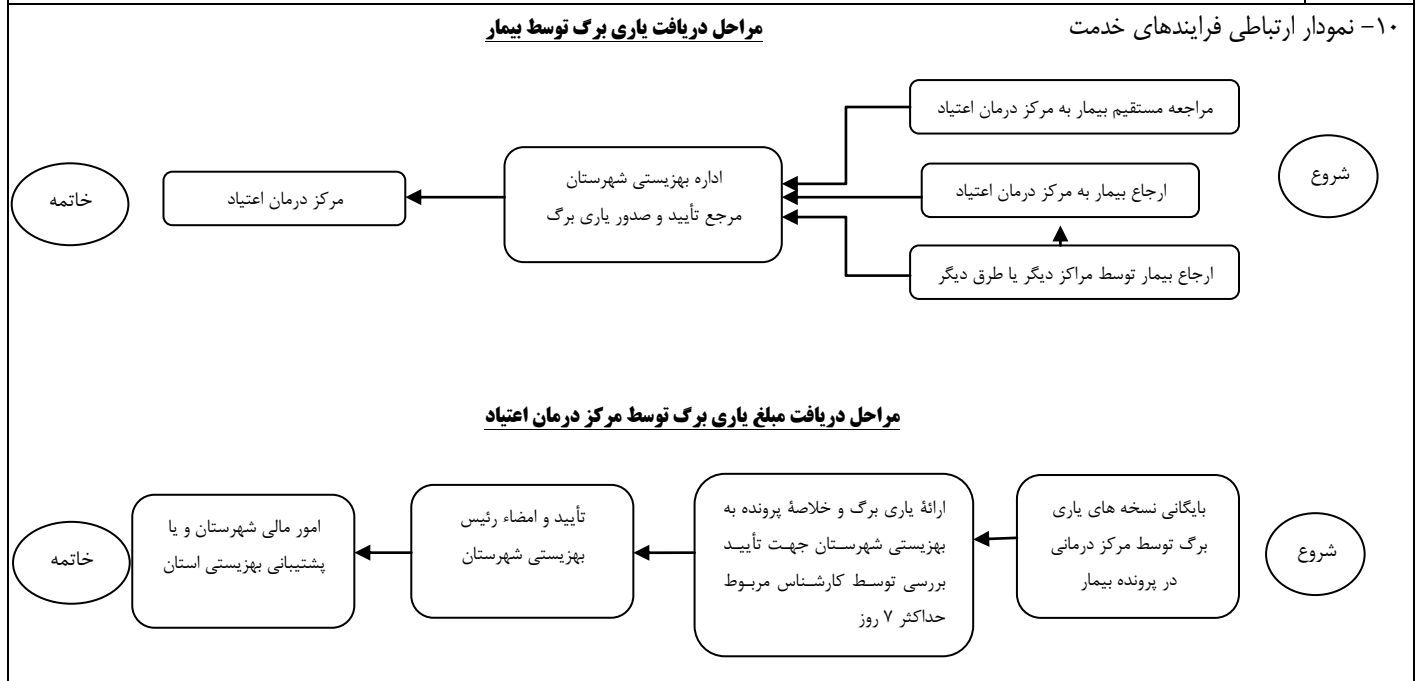 ۱۰- نمودار ارتباطی فرایندهای خدمت
مراحل دریافت یاری برگ توسط بیمار
شروع
مراجعه مستقیم بیمار به مرکز درمان اعتیاد
ارجاع بیمار به مرکز درمان اعتیاد
ارجاع بیمار توسط مراکز دیگر یا طرق دیگر
اداره بهزیستی شهرستان
مرجع تأیید و صدور یاری برگ
مرکز درمان اعتیاد
خاتمه
مراحل دریافت مبلغ یاری برگ توسط مرکز درمان اعتیاد
شروع
بایگانی نسخه های یاری
برگ توسط مرکز درمانی
در پرونده بیمار
ارائۀ یاری برگ و خلاصۀ پرونده به
بهزیستی شهرستان جهت تأیید
بررسی توسط کارشناس مربوط
حداکثر ۷ روز
تأیید و امضاء رئیس
بهزیستی شهرستان
امور مالی شهرستان و یا
پشتیبانی بهزیستی استان
خاتمه